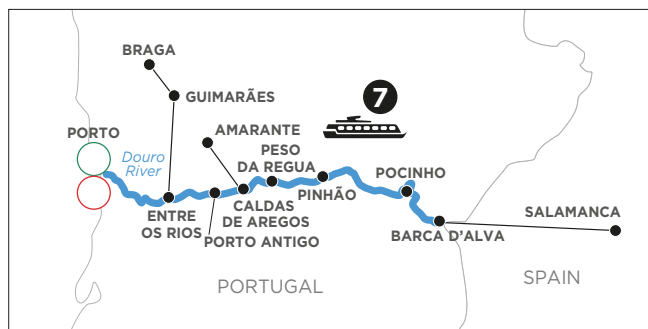 BRAGA
7
GUIMARÃES
PORTO
AMARANTE
Douro
River
PESO
DA REGUA
POCINHO
PINHÃO
CALDAS
DE AREGOS
ENTRE
OS RIOS
PORTO ANTIGO
SALAMANCA
BARCA D'ALVA
PORTUGAL
SPAIN